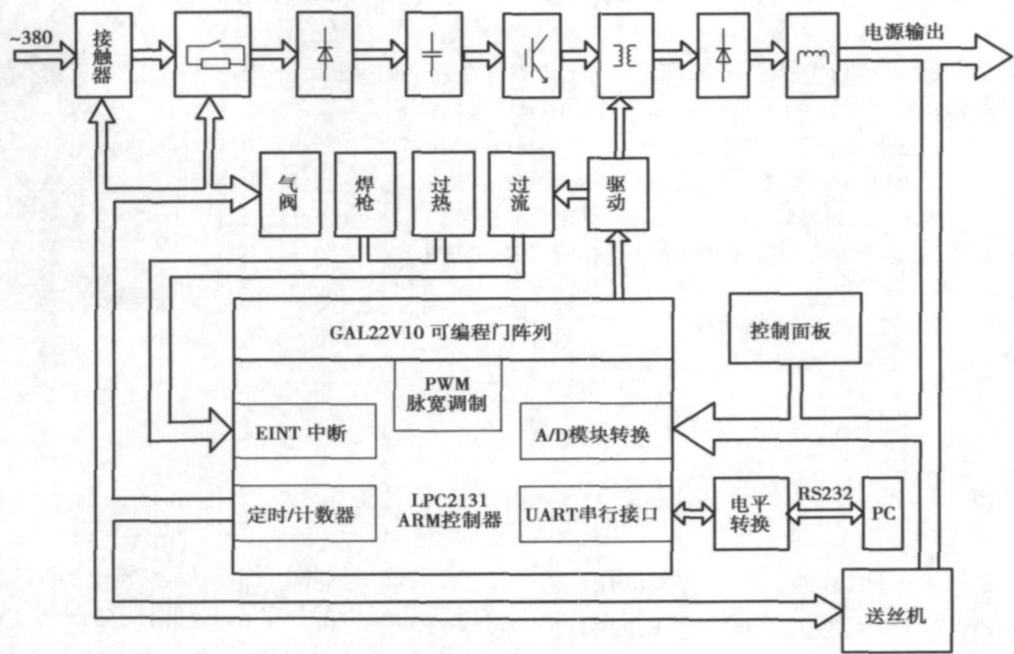 ~380
接触器
电源输出
气阀
焊枪
过热
过流
驱动
GAL22V10 可编程门阵列
控制面板
PWM
脉宽调制
EINT 中断
A/D模块转换
定时/计数器
LPC2131
ARM控制器
UART串行接口
电平
转换
RS232
PC
送丝机